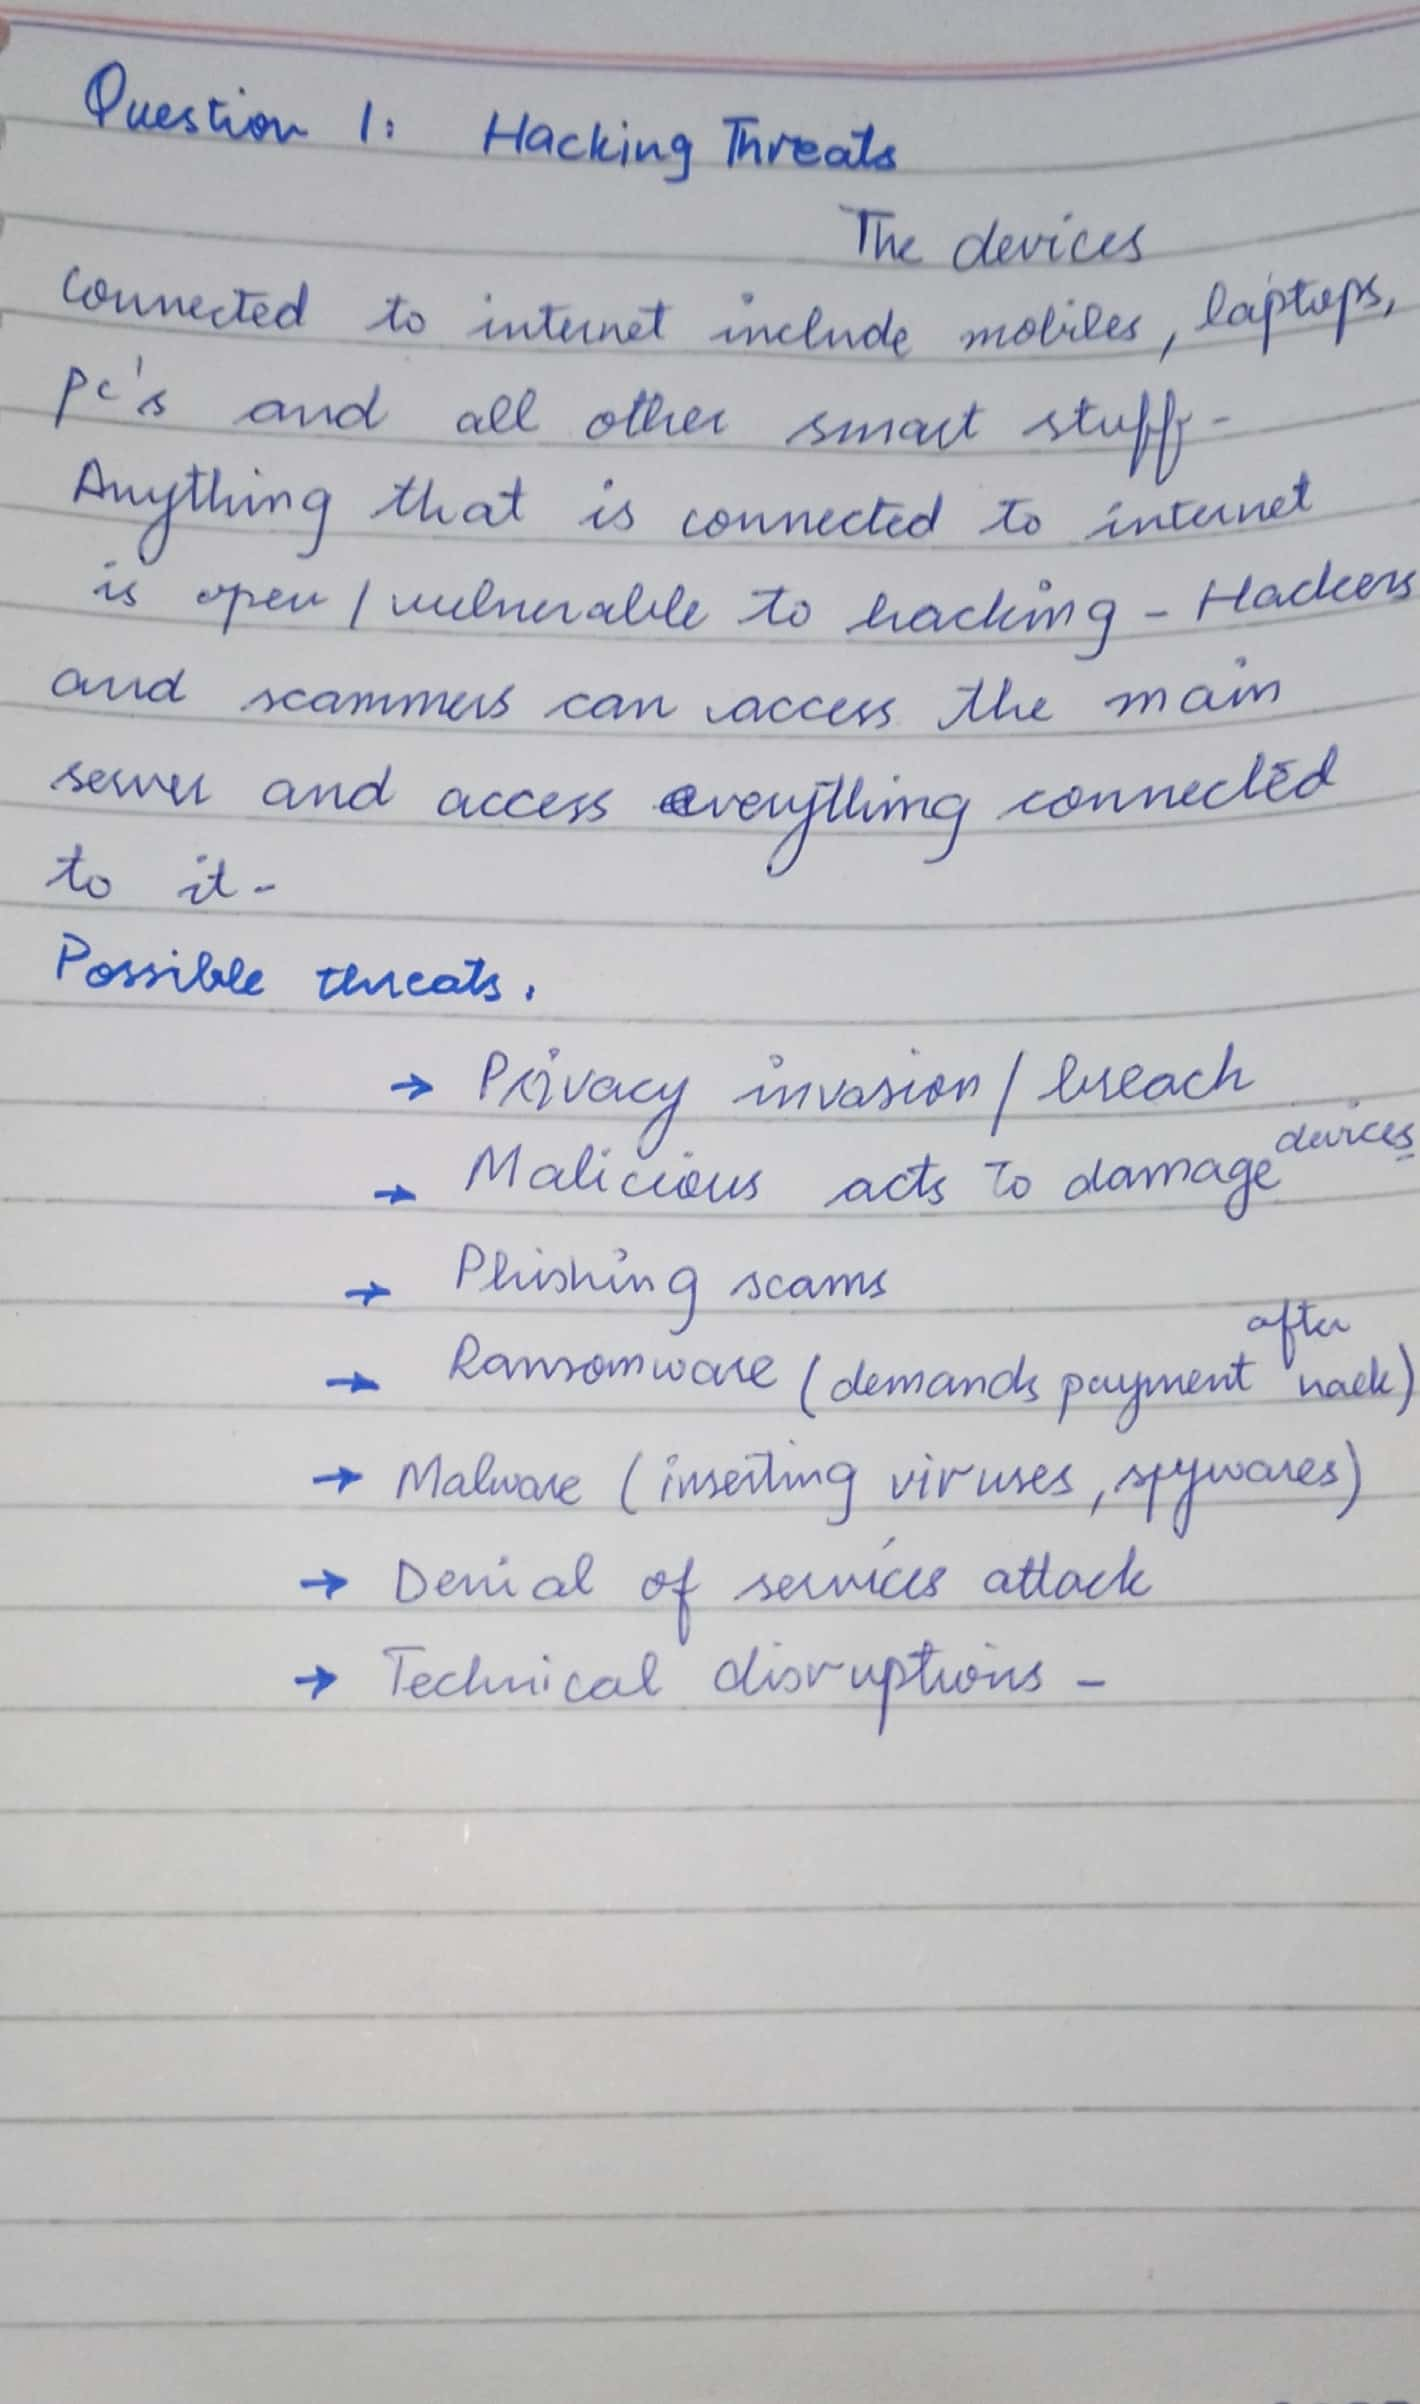 Question 1: Hacking Threats
The devices
connected to internet include mobiles, laptops,
pc's and all other smart stuff-
Anything that is connected to internet
is open / vulnerable to hacking - Hackers
and scammers can access the main
server and access everything connected
to it-
Possible threats.
→ Privacy invasion / breach
→ Malicious acts to damage devices
→ Phishing scams
→ Ransomware (demands payment after hack)
→ Malware (inserting viruses, spywares)
→ Denial of services attack
→ Technical disruptions -